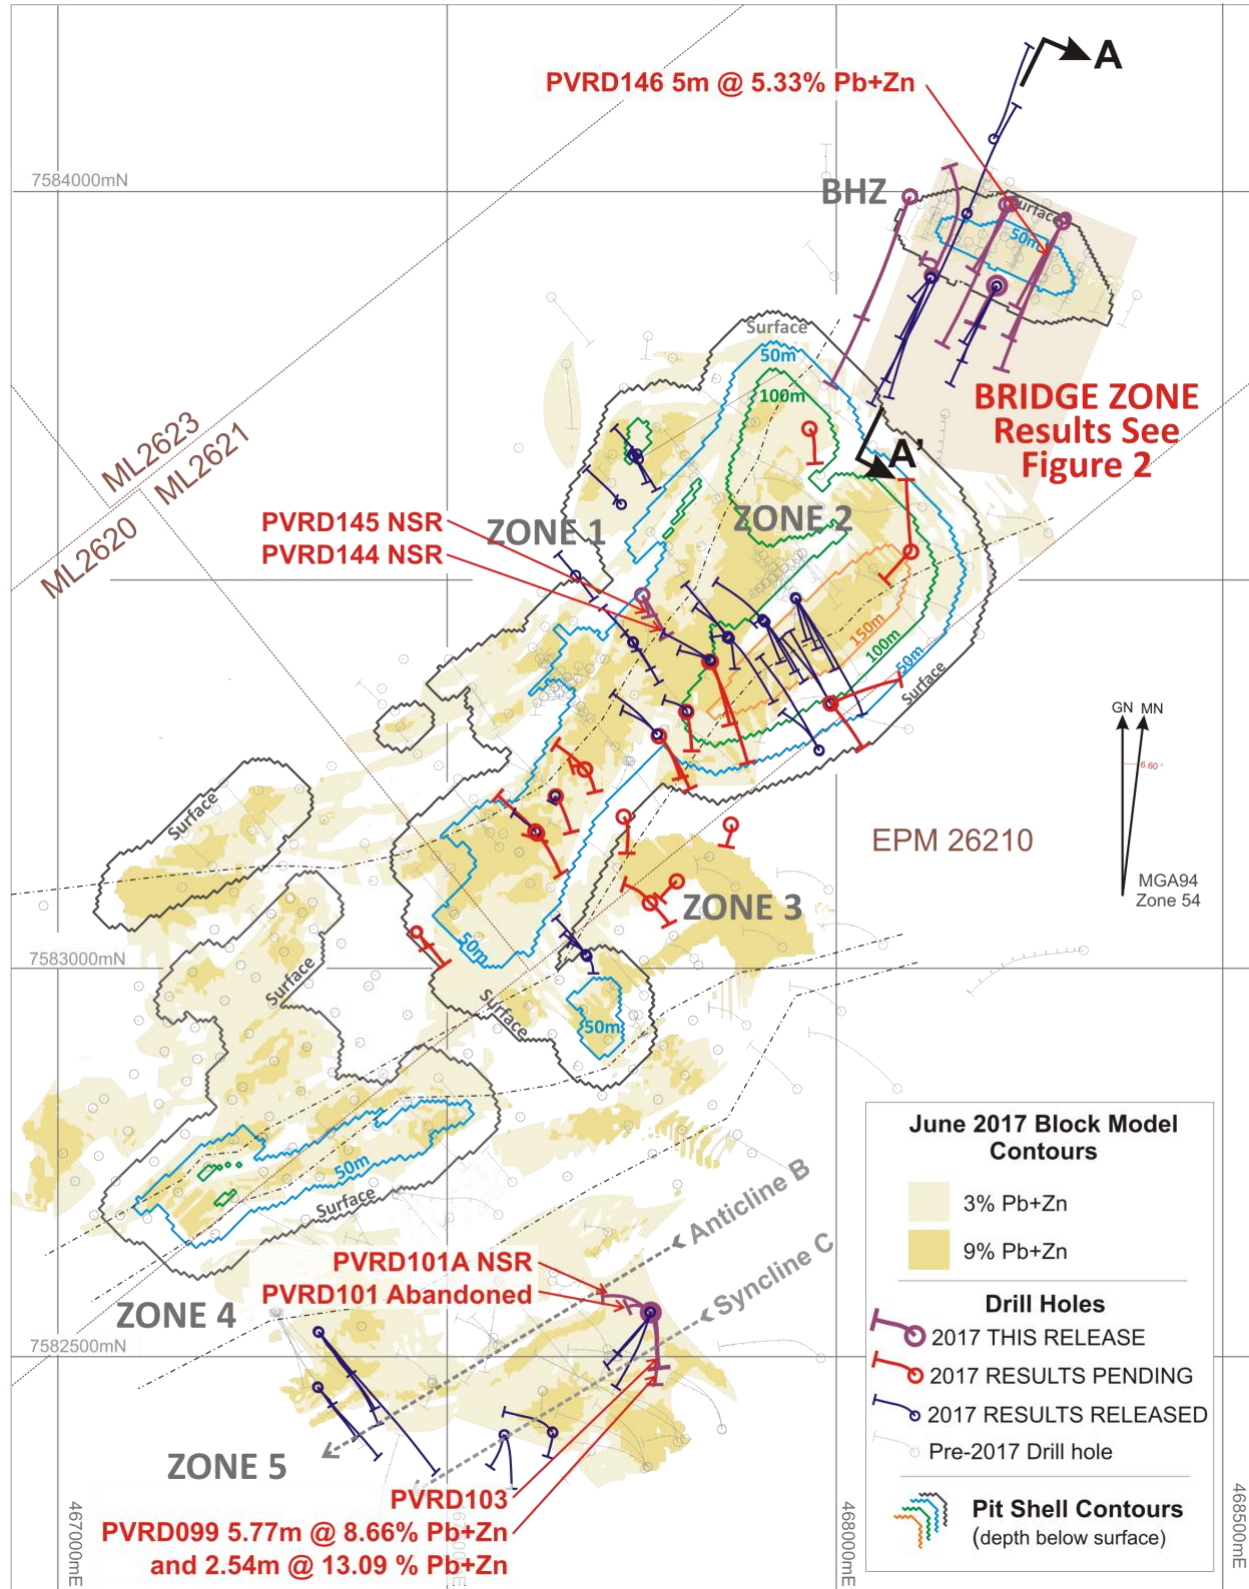 A
PVRD146 5m @ 5.33% Pb+Zn
7584000mN
BHZ
Surface
50m
Surface
50m
100m
BRIDGE ZONE
Results See
Figure 2
A'
ML2623
ML2621
ML2620
PVRD145 NSR
ZONE 1
ZONE 2
PVRD144 NSR
150m
100m
50m
Surface
GN MN
6.60°
EPM 26210
MGA94
Zone 54
Surface
ZONE 3
50m
7583000mN
Surface
Surface
50m
50m
Surface
Anticline B
Syncline C
PVRD101A NSR
PVRD101 Abandoned
ZONE 4
7582500mN
ZONE 5
PVRD103
PVRD099 5.77m @ 8.66% Pb+Zn
and 2.54m @ 13.09 % Pb+Zn
467000mE
468000mE
468500mE
June 2017 Block Model
Contours
3% Pb+Zn
9% Pb+Zn
Drill Holes
2017 THIS RELEASE
2017 RESULTS PENDING
2017 RESULTS RELEASED
Pre-2017 Drill hole
Pit Shell Contours
(depth below surface)